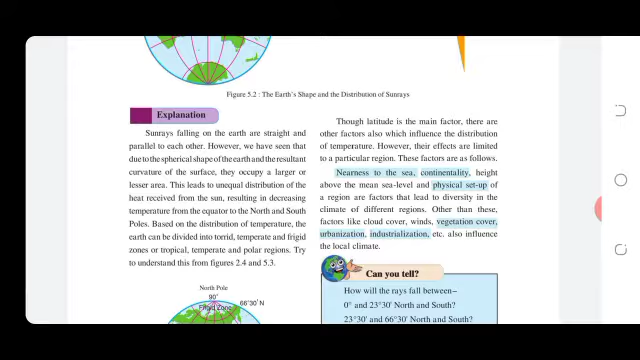 Figure 5.2 : The Earth's Shape and the Distribution of Sunrays
Explanation
Sunrays falling on the earth are straight and
parallel to each other. However, we have seen that
due to the spherical shape of the earth and the resultant
curvature of the surface, they occupy a larger or
lesser area. This leads to unequal distribution of the
heat received from the sun, resulting in decreasing
temperature from the equator to the North and South
Poles. Based on the distribution of temperature, the
earth can be divided into torrid, temperate and frigid
zones or tropical, temperate and polar regions. Try
to understand this from figures 2.4 and 5.3.
North Pole
90°
66°30' N
Frigid Zone
Though latitude is the main factor, there are
other factors also which influence the distribution
of temperature. However, their effects are limited
to a particular region. These factors are as follows.
Nearness to the sea, continentality, height
above the mean sea-level and physical set-up
of a region are factors that lead to diversity in
the climate of different regions. Other than these,
factors like cloud cover, winds, vegetation cover,
urbanization, industrialization, etc. also influence
the local climate.
Can you tell?
How will the rays fall between–
0° and 23°30' North and South?
23°30' and 66°30' North and South?